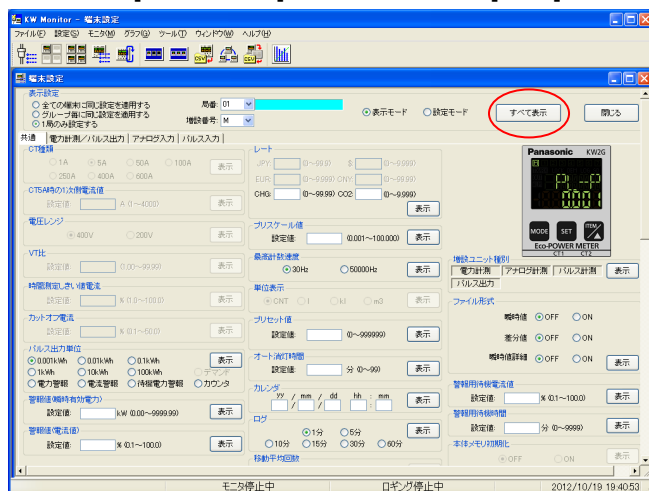 KW Monitor - 端末設定
ファイル(F) 設定(S) モニタ(M) グラフ(G) ツール(T) ウィンドウ(W) ヘルプ(H)
端末設定
表示設定
全ての端末に同じ設定を適用する
グループ毎に同じ設定を適用する
1局のみ設定する
局番: 01
増設番号: M
表示モード 設定モード
すべて表示
閉じる
共通 電力計測/パルス出力 アナログ入力 パルス入力
CT種類
1A 5A 50A 100A
250A 400A 600A
表示
CT5A時の1次側電流値
設定値: A (1~4000) 表示
電圧レンジ
400V 200V 表示
VT比
設定値: (1.00~99.99) 表示
時間測定しきい値電流
設定値: % (0.1~100.0) 表示
カットオフ電流
設定値: % (0.1~50.0) 表示
パルス出力単位
0.001kWh 0.01kWh 0.1kWh 表示
1kWh 10kWh 100kWh デマンド
電力警報 電流警報 待機電力警報 カウンタ
警報値(瞬時有効電力)
設定値: kW (0.00~9999.99) 表示
警報値(電流値)
設定値: % (0.1~100.0) 表示
レート
JPY: (0~99.99) $: (0~9.999)
EUR: (0~9.999) CNY: (0~9.999)
CHG: (0~99.99) CO2: (0~9.999)
表示
プリスケール値
設定値: (0.001~100.000) 表示
最高計数速度
30Hz 50000Hz 表示
単位表示
CNT l kl m3 表示
プリセット値
設定値: (0~999999) 表示
オート消灯時間
設定値: 分 (0~99) 表示
カレンダ
yy / mm / dd hh : mm
/ / : 表示
ログ
1分 5分
10分 15分 30分 60分
表示
移動平均回数
Panasonic KW2G
MODE SET ITEM
Eco-POWER METER
CT1 CT2
増設ユニット種別
電力計測 アナログ計測 パルス計測 表示
パルス出力
ファイル形式
瞬時値 OFF ON
差分値 OFF ON
瞬時値詳細 OFF ON 表示
警報用待機電流値
設定値: % (0.1~100.0) 表示
警報用待機時間
設定値: 分 (0~9999) 表示
本体メモリ初期化
OFF ON 表示
モニタ停止中 ロギング停止中 2012/10/19 19:40:53